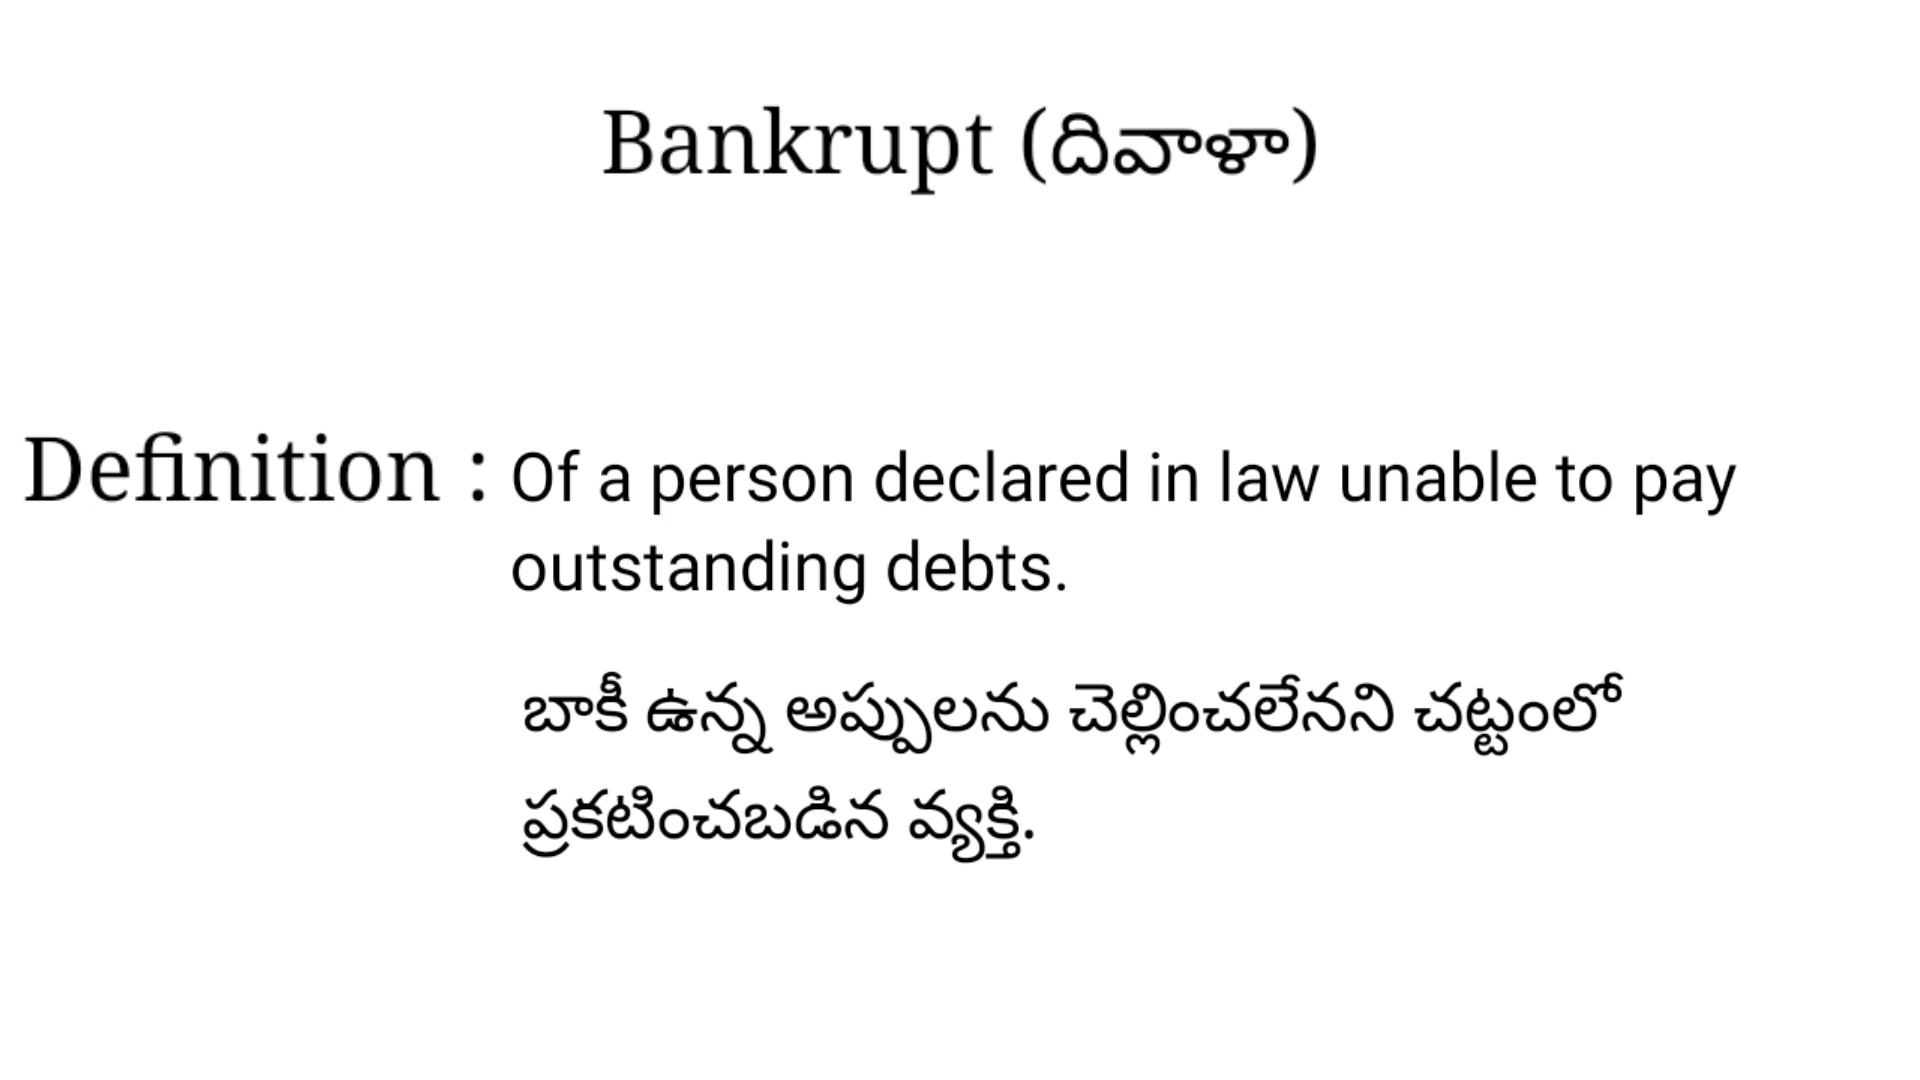 Bankrupt (దివాళా)
Definition : Of a person declared in law unable to pay
outstanding debts.
బాకీ ఉన్న అప్పులను చెల్లించలేనని చట్టంలో
ప్రకటించబడిన వ్యక్తి.